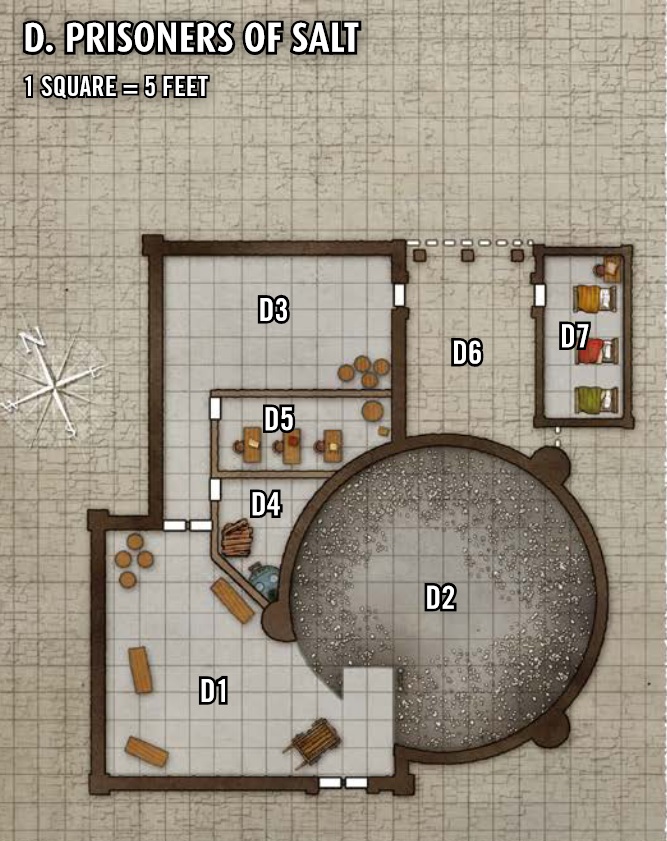 D. PRISONERS OF SALT
1 SQUARE = 5 FEET
D3
D6
D7
N
D5
D4
D2
D1